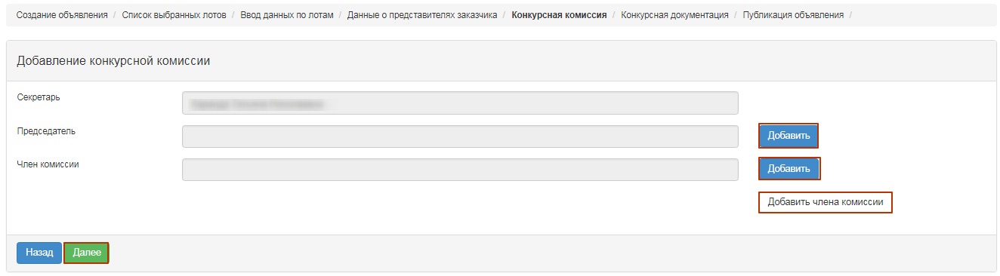 Создание объявления / Список выбранных лотов / Ввод данных по лотам / Данные о представителях заказчика / Конкурсная комиссия / Конкурсная документация / Публикация объявления /
Добавление конкурсной комиссии
Секретарь
Председатель Добавить
Член комиссии Добавить
Добавить члена комиссии
Назад Далее